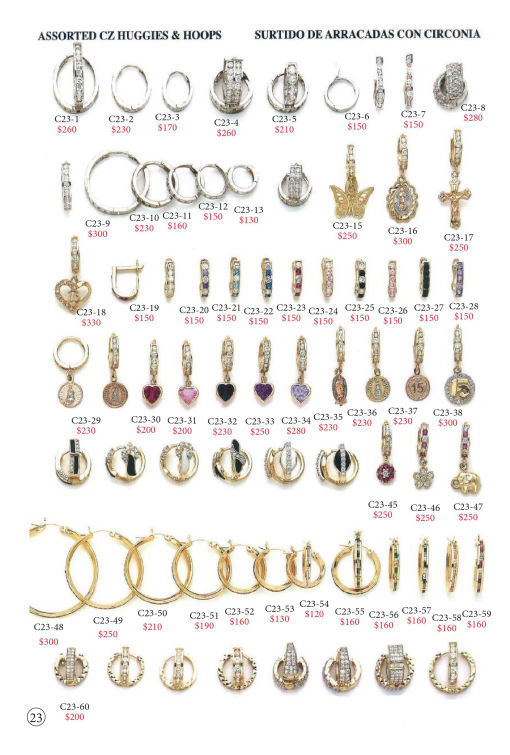 ASSORTED CZ HUGGIES & HOOPS SURTIDO DE ARRACADAS CON CIRCONIA
C23-1
$260
C23-2
$230
C23-3
$170
C23-4
$260
C23-5
$210
C23-6
$150
C23-7
$150
C23-8
$280
C23-9
$300
C23-10
$230
C23-11
$160
C23-12
$150
C23-13
$130
C23-15
$250
C23-16
$300
C23-17
$250
C23-18
$330
C23-19
$150
C23-20
$150
C23-21
$150
C23-22
$150
C23-23
$150
C23-24
$150
C23-25
$150
C23-26
$150
C23-27
$150
C23-28
$150
15
15
C23-29
$230
C23-30
$200
C23-31
$200
C23-32
$230
C23-33
$250
C23-34
$280
C23-35
$230
C23-36
$230
C23-37
$230
C23-38
$300
C23-45
$250
C23-46
$250
C23-47
$250
C23-48
$300
C23-49
$250
C23-50
$210
C23-51
$190
C23-52
$160
C23-53
$130
C23-54
$120
C23-55
$160
C23-56
$160
C23-57
$160
C23-58
$160
C23-59
$160
C23-60
$200
23